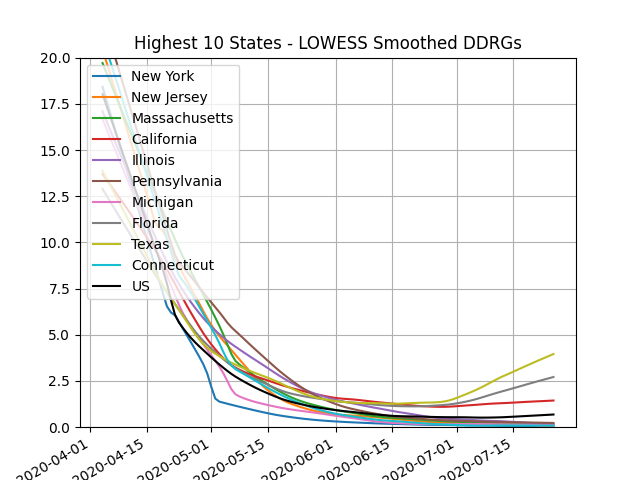 Highest 10 States - LOWESS Smoothed DDRGs
20.0
17.5
15.0
12.5
10.0
7.5
5.0
2.5
0.0
New York
New Jersey
Massachusetts
California
Illinois
Pennsylvania
Michigan
Florida
Texas
Connecticut
US
2020-04-01
2020-04-15
2020-05-01
2020-05-15
2020-06-01
2020-06-15
2020-07-01
2020-07-15